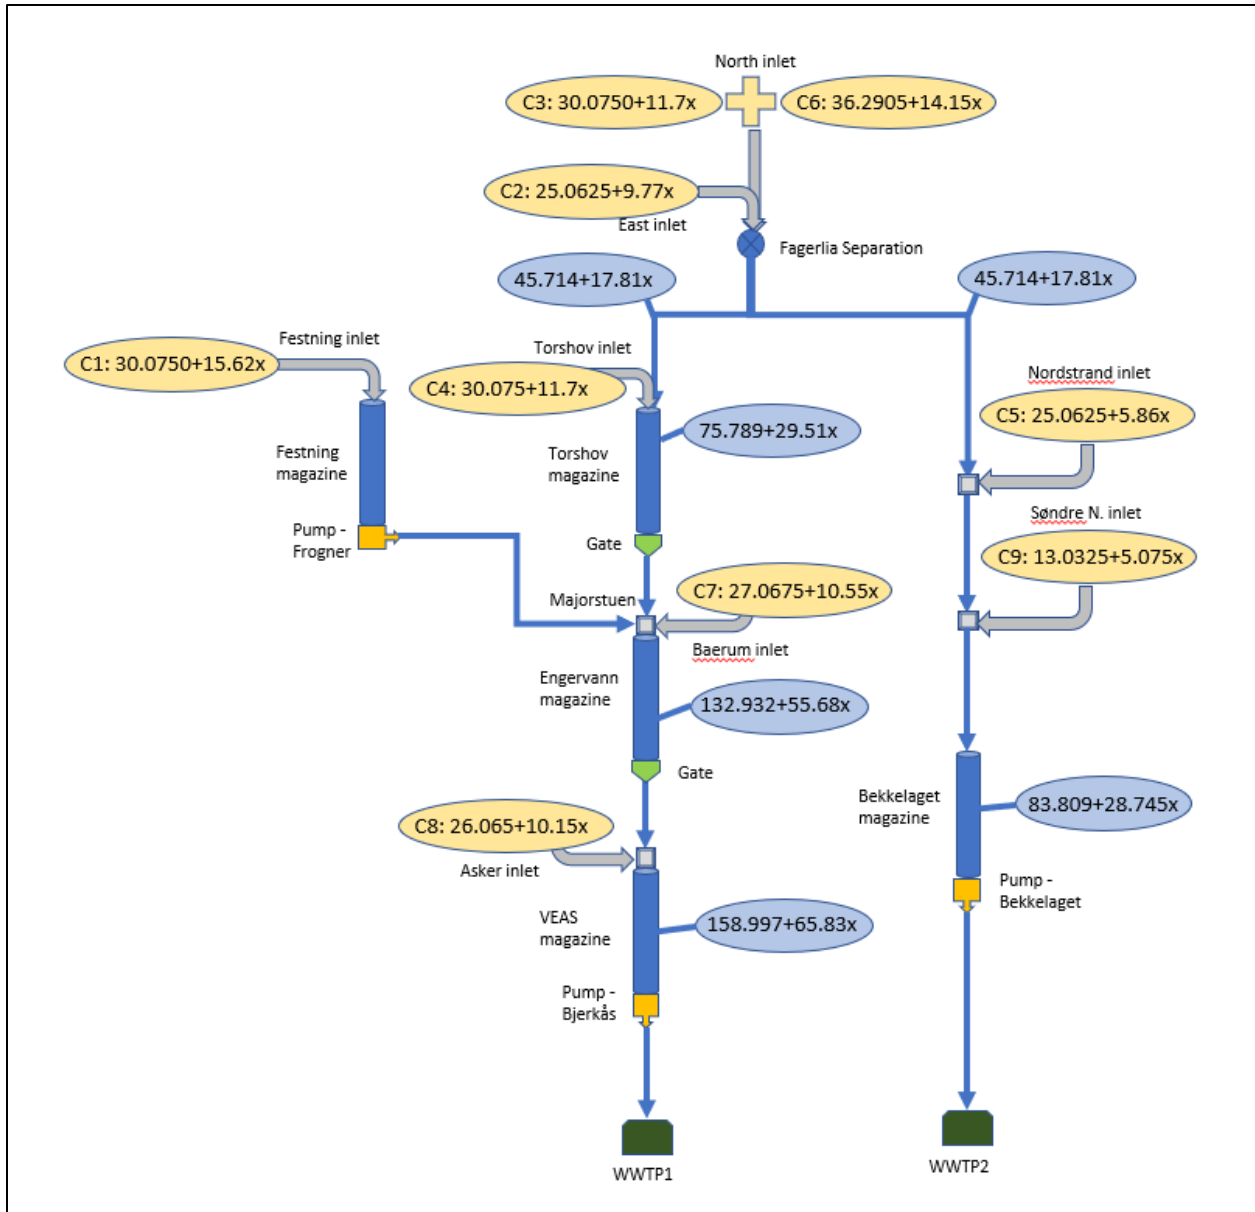 North inlet
C3: 30.0750+11.7x
C6: 36.2905+14.15x
C2: 25.0625+9.77x
East inlet
Fagerlia Separation
45.714+17.81x
45.714+17.81x
Festning inlet
C1: 30.0750+15.62x
Torshov inlet
C4: 30.075+11.7x
Nordstrand inlet
C5: 25.0625+5.86x
75.789+29.51x
Festning
magazine
Torshov
magazine
Søndre N. inlet
Pump -
Frogner
Gate
C9: 13.0325+5.075x
Majorstuen
C7: 27.0675+10.55x
Baerum inlet
Engervann
magazine
132.932+55.68x
Gate
Bekkelaget
magazine
83.809+28.745x
C8: 26.065+10.15x
Asker inlet
Pump -
Bekkelaget
VEAS
magazine
158.997+65.83x
Pump -
Bjerkås
WWTP1
WWTP2